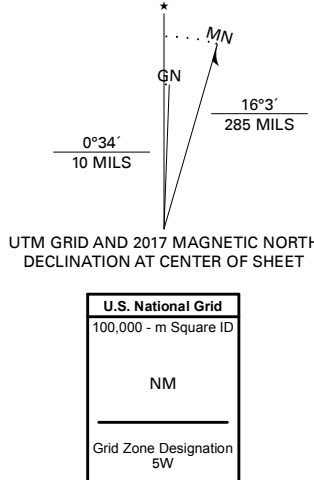 ★
MN
GN
16°3´
285 MILS
0°34´
10 MILS
UTM GRID AND 2017 MAGNETIC NORTH
DECLINATION AT CENTER OF SHEET
U.S. National Grid
100,000 - m Square ID
NM
Grid Zone Designation
5W